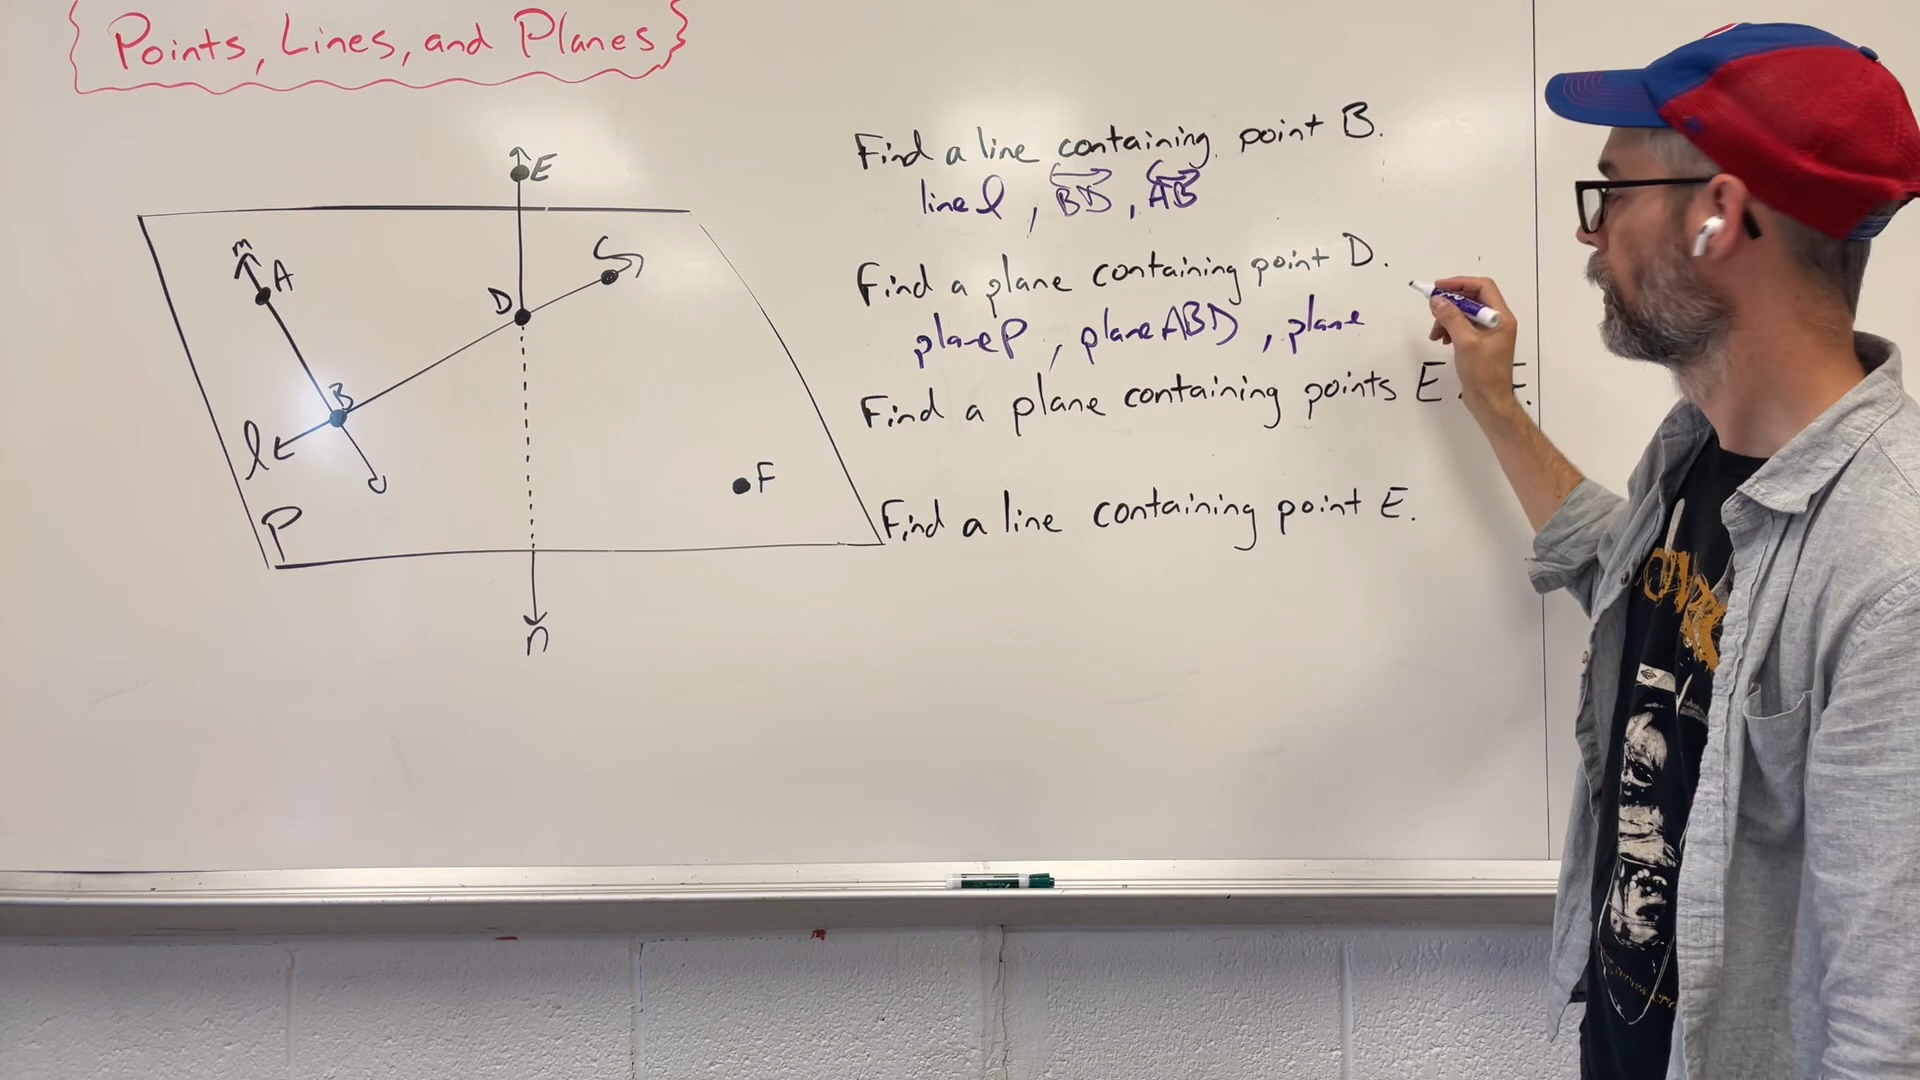 Points, Lines, and Planes
Find a line containing point B.
line l, BD, AB
Find a plane containing point D.
plane P, plane ABD, plane
Find a plane containing points E
Find a line containing point E.
E
m
A
C
D
B
l
F
P
n